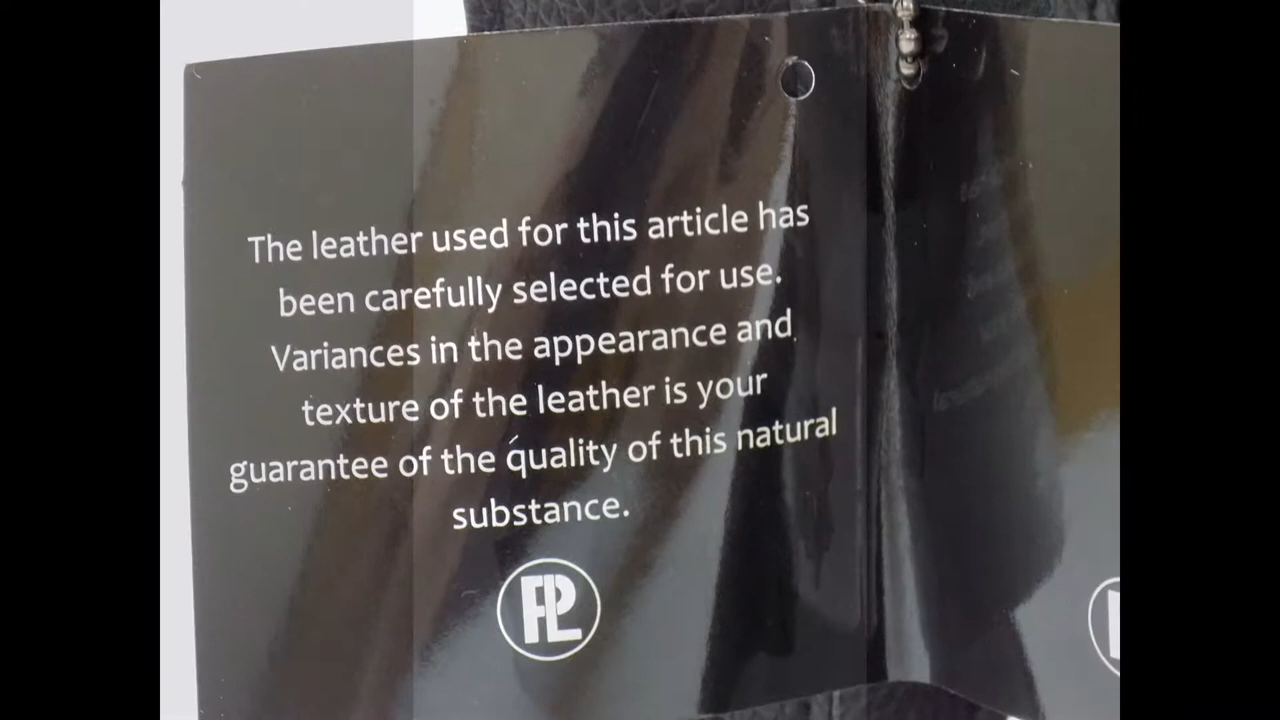 The leather used for this article has
been carefully selected for use.
Variances in the appearance and
texture of the leather is your
guarantee of the quality of this natural
substance.
FPL